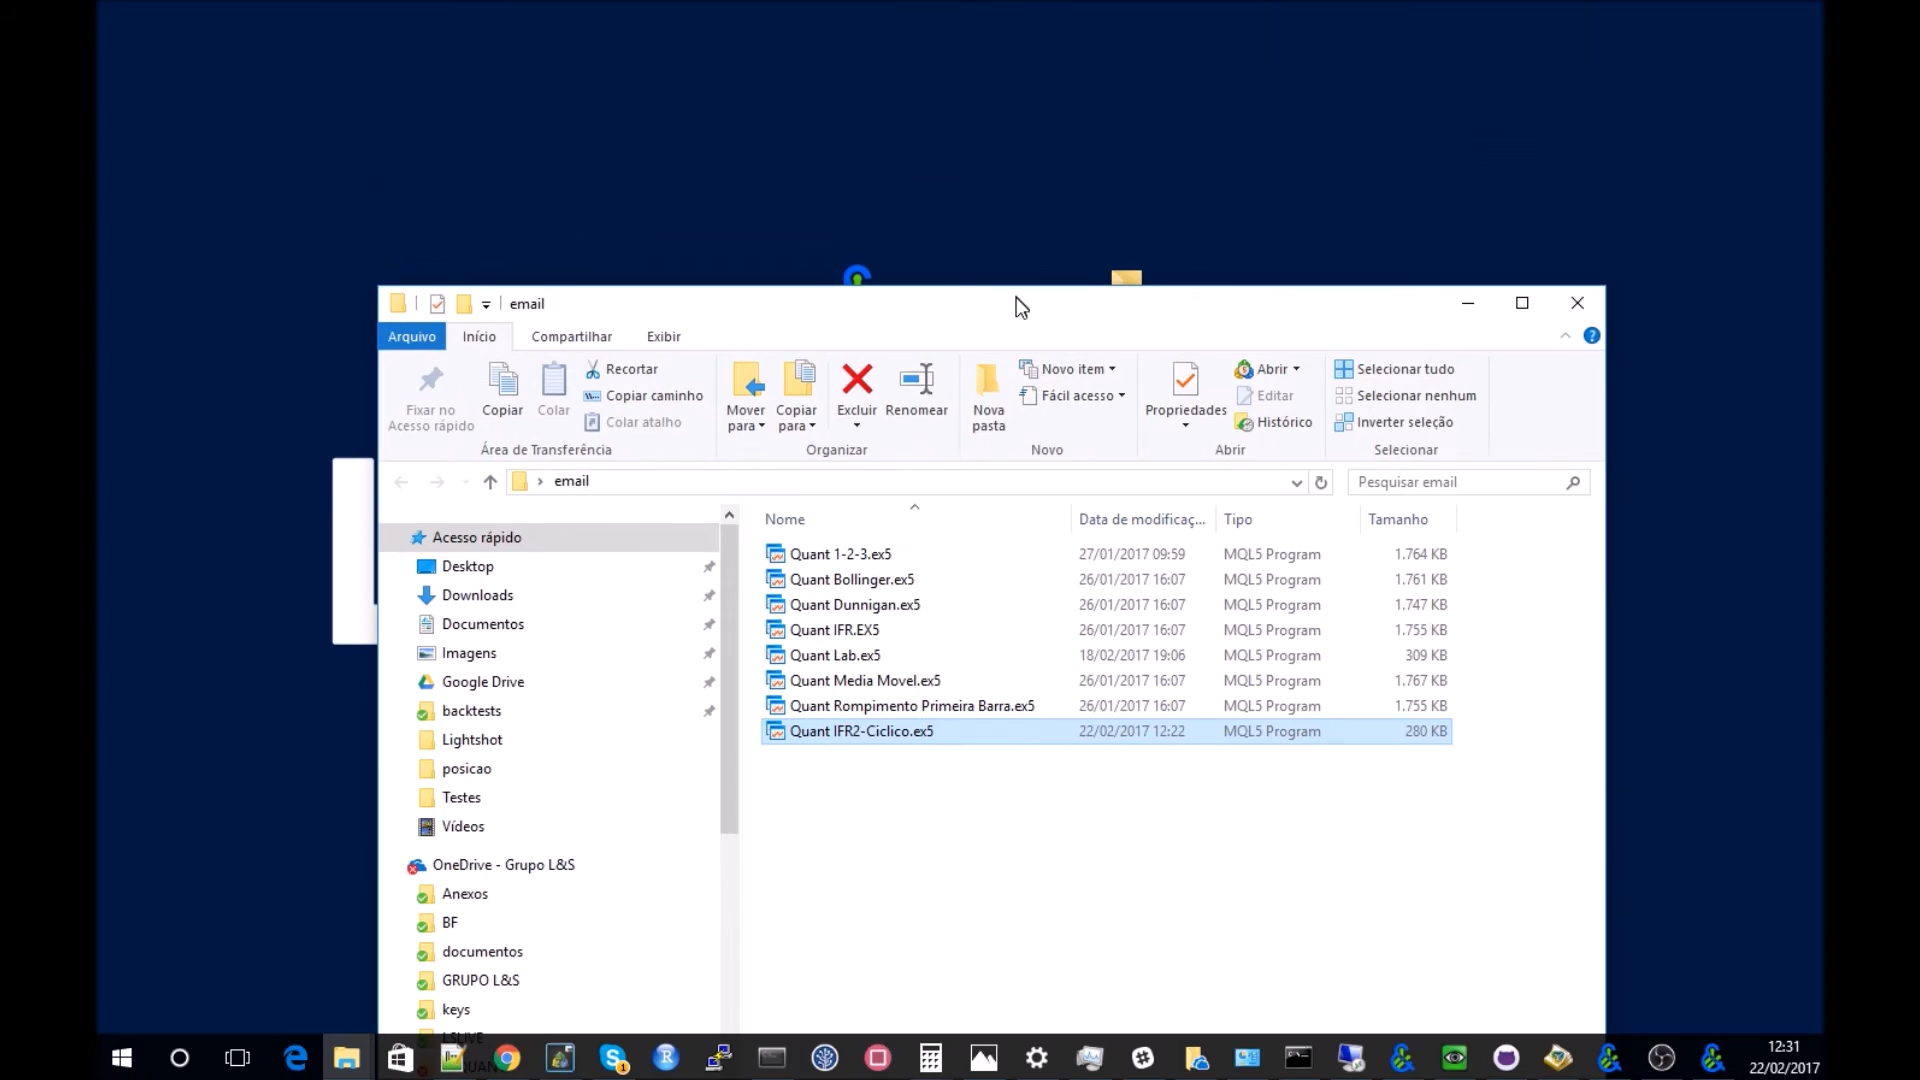 email
Arquivo Início Compartilhar Exibir
Fixar no
Acesso rápido
Copiar
Colar
Recortar
Copiar caminho
Colar atalho
Área de Transferência
Mover
para
Copiar
para
Excluir
Renomear
Organizar
Nova
pasta
Novo item
Fácil acesso
Novo
Propriedades
Abrir
Editar
Histórico
Abrir
Selecionar tudo
Selecionar nenhum
Inverter seleção
Selecionar
email
Pesquisar email
Acesso rápido
Desktop
Downloads
Documentos
Imagens
Google Drive
backtests
Lightshot
posicao
Testes
Vídeos
OneDrive - Grupo L&S
Anexos
BF
documentos
GRUPO L&S
keys
Nome Data de modificaç... Tipo Tamanho
Quant 1-2-3.ex5 27/01/2017 09:59 MQL5 Program 1.764 KB
Quant Bollinger.ex5 26/01/2017 16:07 MQL5 Program 1.761 KB
Quant Dunnigan.ex5 26/01/2017 16:07 MQL5 Program 1.747 KB
Quant IFR.EX5 26/01/2017 16:07 MQL5 Program 1.755 KB
Quant Lab.ex5 18/02/2017 19:06 MQL5 Program 309 KB
Quant Media Movel.ex5 26/01/2017 16:07 MQL5 Program 1.767 KB
Quant Rompimento Primeira Barra.ex5 26/01/2017 16:07 MQL5 Program 1.755 KB
Quant IFR2-Ciclico.ex5 22/02/2017 12:22 MQL5 Program 280 KB
12:31
22/02/2017